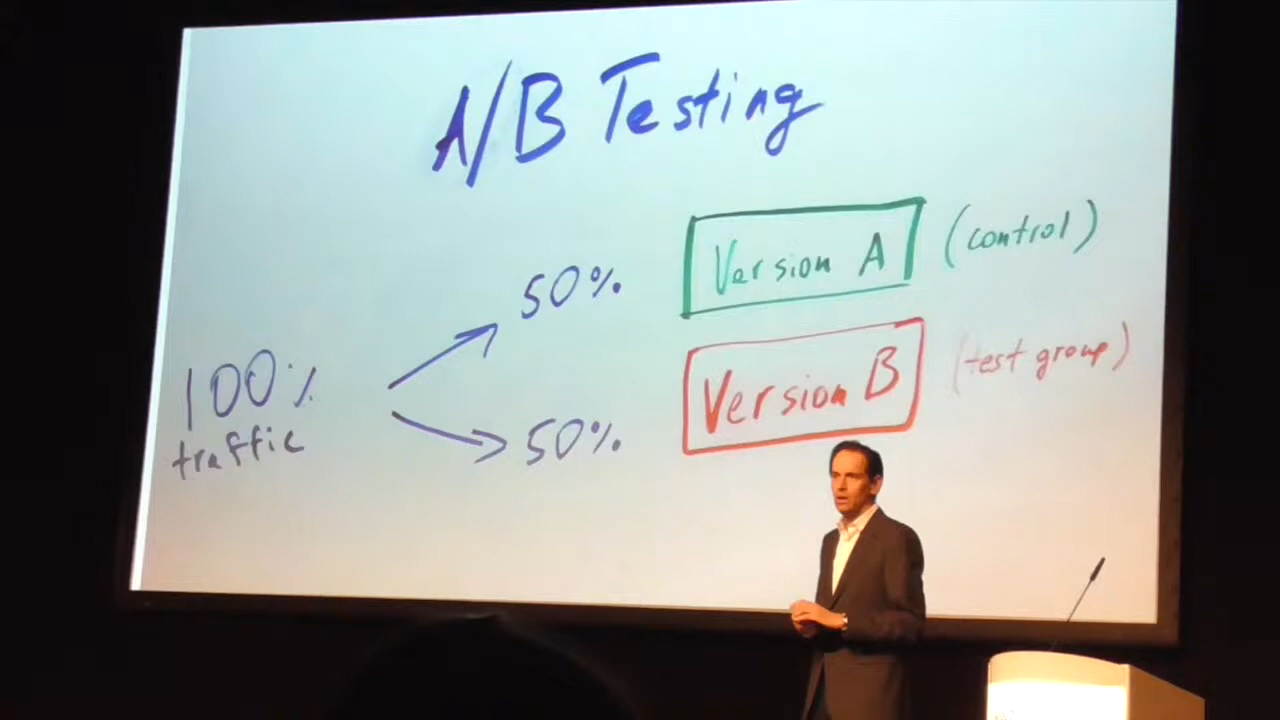 A/B Testing
50% Version A (control)
100% traffic
50% Version B (test group)